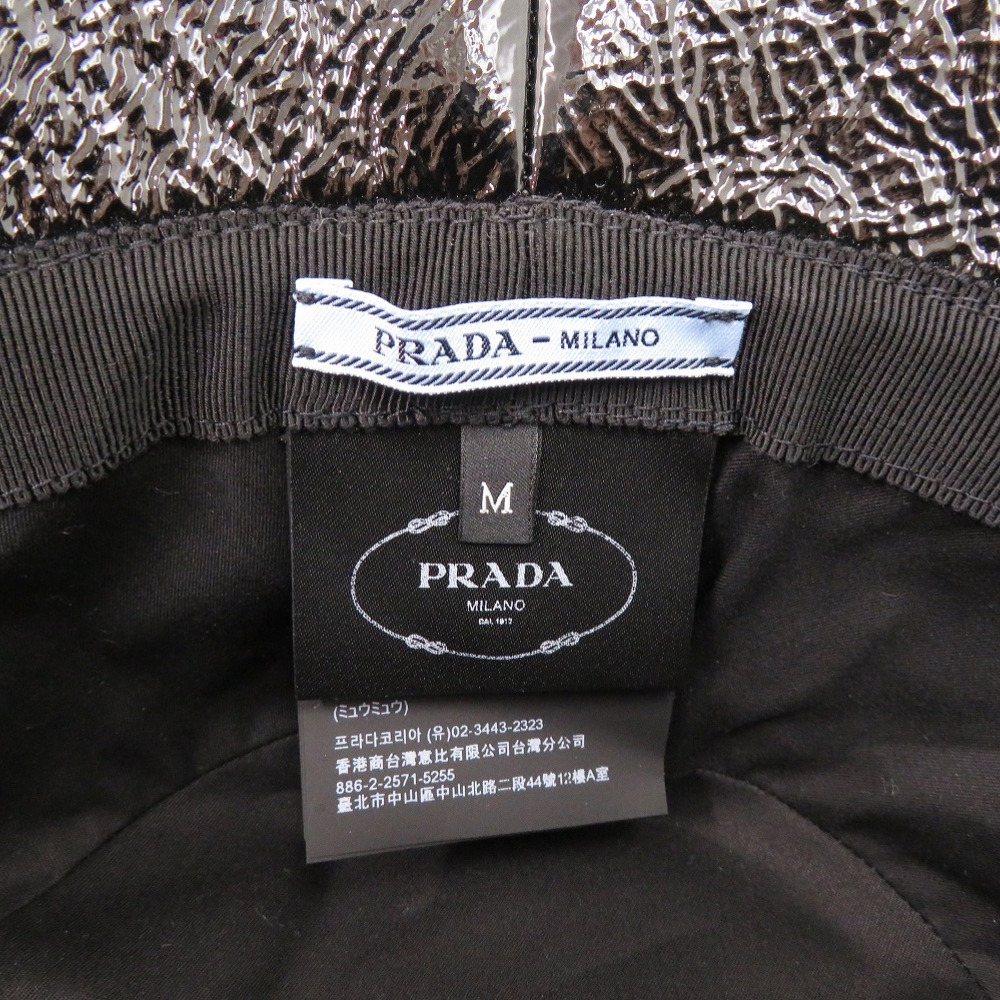 PRADA - MILANO
M
PRADA
MILANO
DAL 1913
(ミュウミュウ)
프라다코리아 (유)02-3443-2323
香港商台灣意比有限公司台灣分公司
886-2-2571-5255
臺北市中山區中山北路二段44號12樓A室